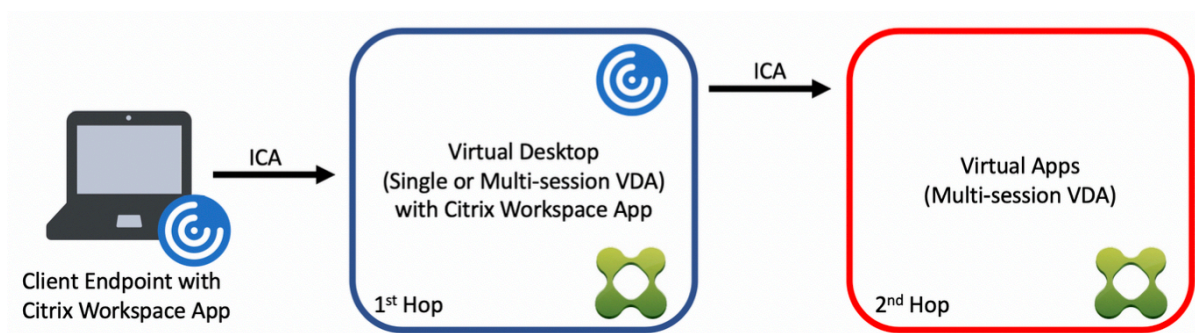 ICA
Client Endpoint with
Citrix Workspace App
Virtual Desktop
(Single or Multi-session VDA)
with Citrix Workspace App
1st Hop
ICA
Virtual Apps
(Multi-session VDA)
2nd Hop